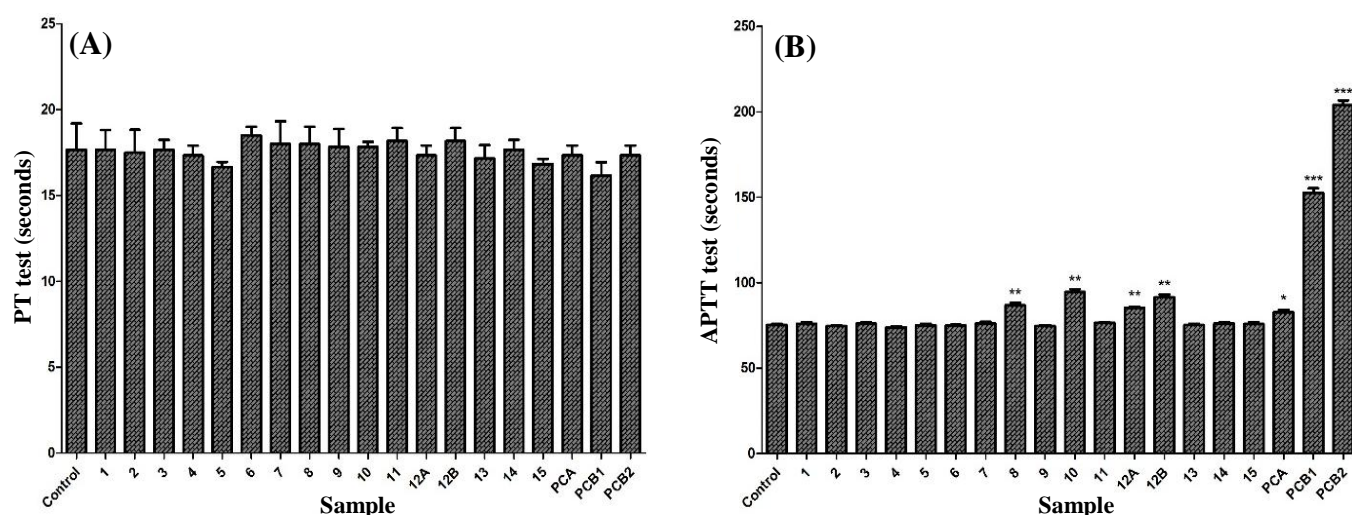 (A)
PT test (seconds)
25
20
15
10
5
0
Control 1 2 3 4 5 6 7 8 9 10 11 12A 12B 13 14 15 PCA PCB1 PCB2
Sample
(B)
APTT test (seconds)
250
200
150
100
50
0
** ** ** ** * *** ***
Control 1 2 3 4 5 6 7 8 9 10 11 12A 12B 13 14 15 PCA PCB1 PCB2
Sample